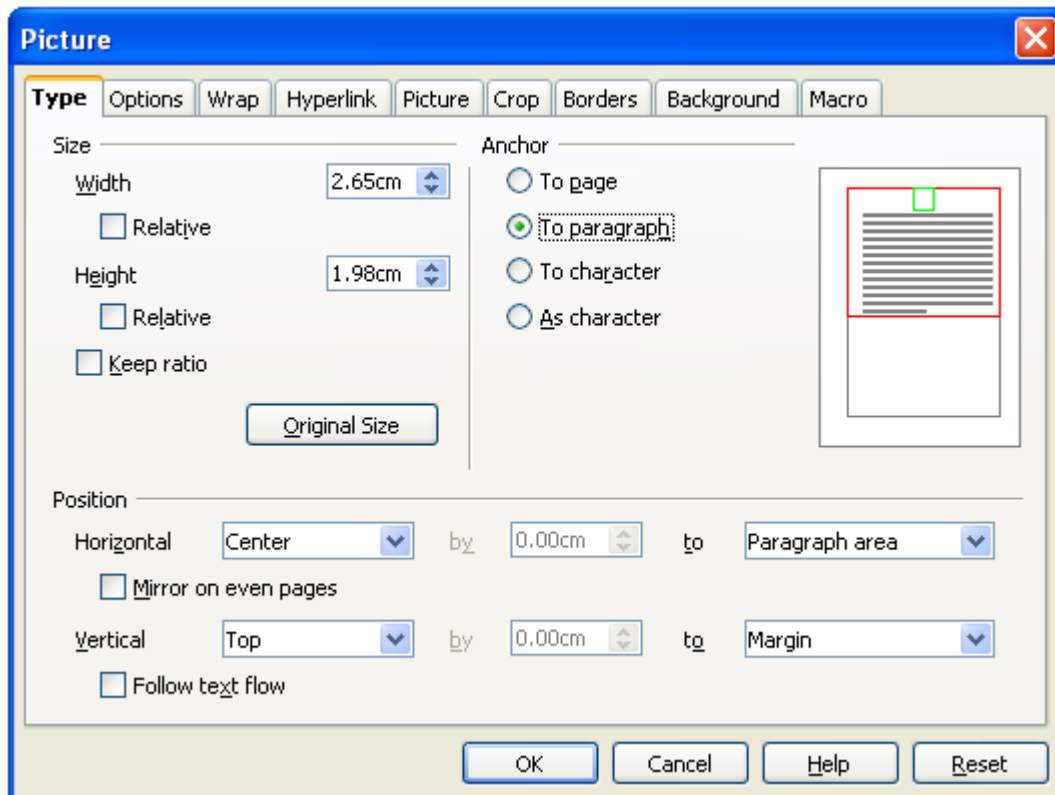 Picture
Type Options Wrap Hyperlink Picture Crop Borders Background Macro
Size
Width 2.65cm
Relative
Height 1.98cm
Relative
Keep ratio
Original Size
Anchor
To page
To paragraph
To character
As character
Position
Horizontal Center by 0.00cm to Paragraph area
Mirror on even pages
Vertical Top by 0.00cm to Margin
Follow text flow
OK Cancel Help Reset